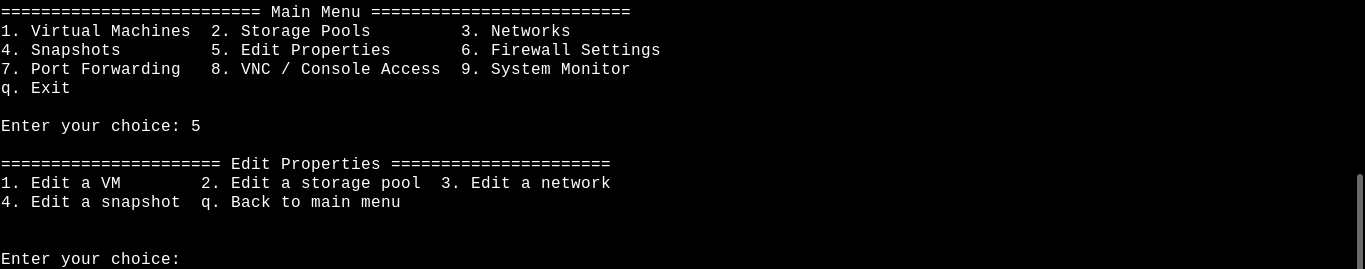 ========================== Main Menu ==========================
1. Virtual Machines  2. Storage Pools         3. Networks
4. Snapshots         5. Edit Properties       6. Firewall Settings
7. Port Forwarding   8. VNC / Console Access  9. System Monitor
q. Exit
Enter your choice: 5
====================== Edit Properties ======================
1. Edit a VM        2. Edit a storage pool  3. Edit a network
4. Edit a snapshot  q. Back to main menu
Enter your choice: